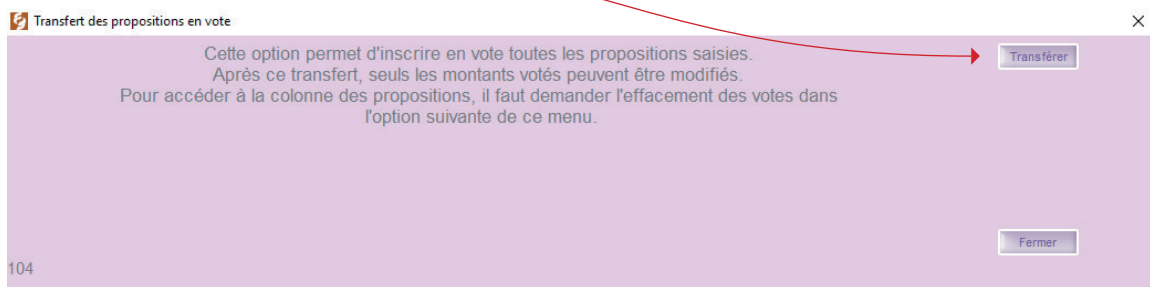 Transfert des propositions en vote
Cette option permet d'inscrire en vote toutes les propositions saisies.
Après ce transfert, seuls les montants votés peuvent être modifiés.
Pour accéder à la colonne des propositions, il faut demander l'effacement des votes dans
l'option suivante de ce menu.
Transférer
Fermer
104